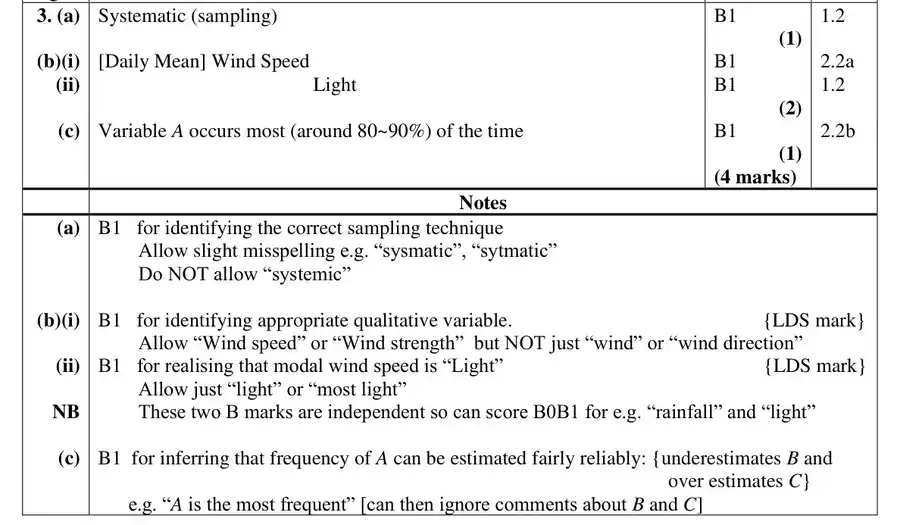 3. (a) Systematic (sampling) B1 1.2
(1)
(b)(i) [Daily Mean] Wind Speed B1 2.2a
(ii) Light B1 1.2
(2)
(c) Variable A occurs most (around 80~90%) of the time B1 2.2b
(1)
(4 marks)
Notes
(a) B1 for identifying the correct sampling technique
Allow slight misspelling e.g. “sysmatic”, “sytmatic”
Do NOT allow “systemic”
(b)(i) B1 for identifying appropriate qualitative variable. {LDS mark}
Allow “Wind speed” or “Wind strength” but NOT just “wind” or “wind direction”
(ii) B1 for realising that modal wind speed is “Light” {LDS mark}
Allow just “light” or “most light”
NB These two B marks are independent so can score B0B1 for e.g. “rainfall” and “light”
(c) B1 for inferring that frequency of A can be estimated fairly reliably: {underestimates B and
over estimates C}
e.g. “A is the most frequent” [can then ignore comments about B and C]